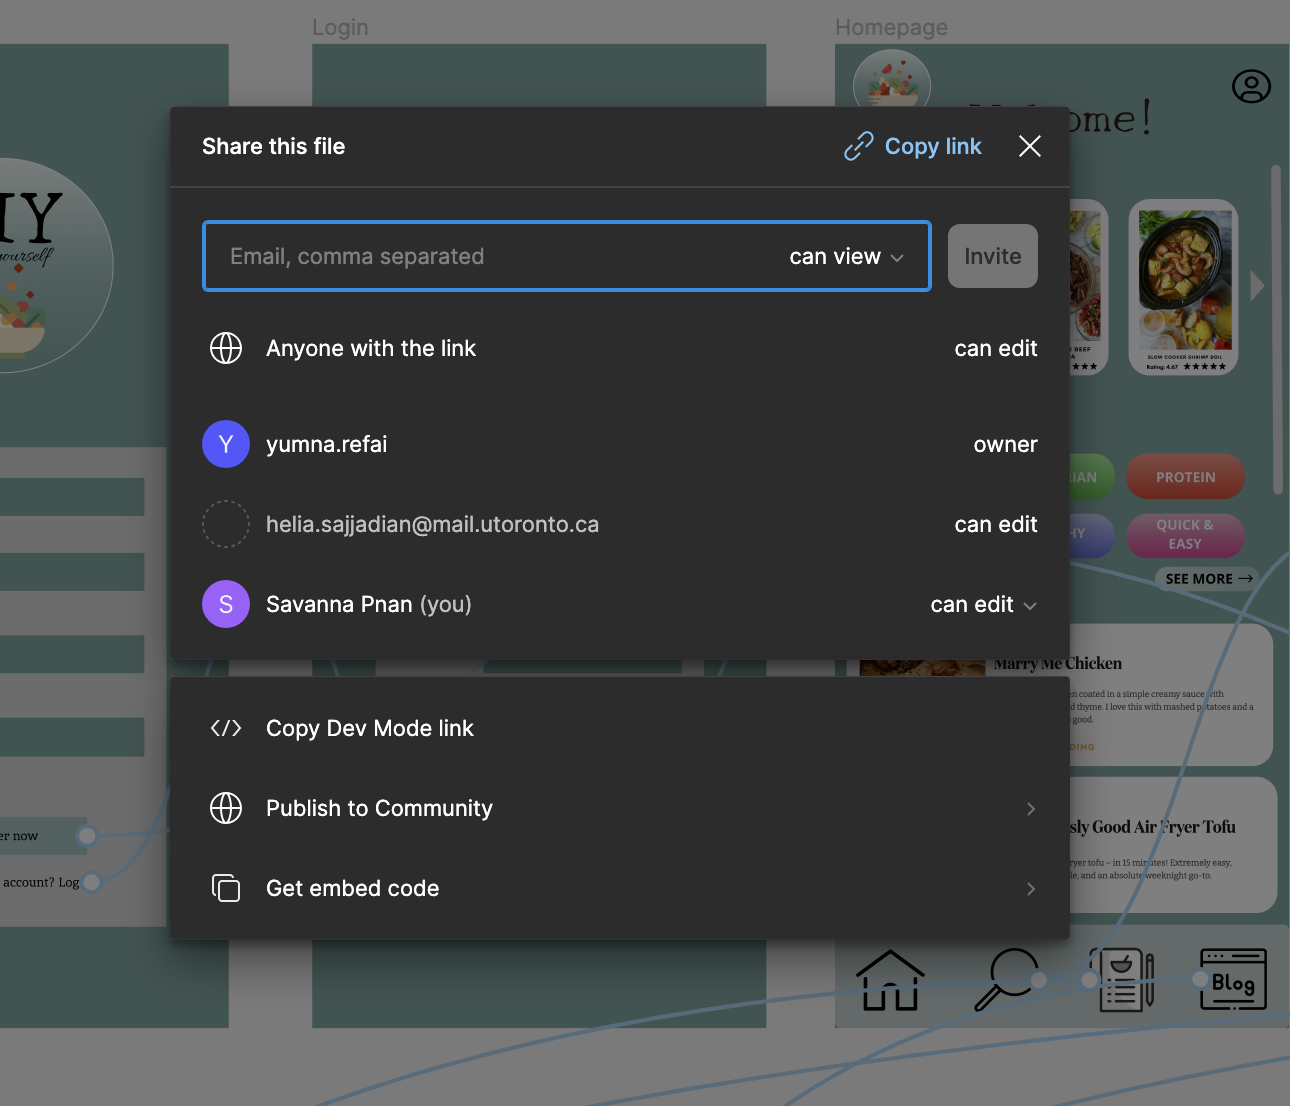 Login
Homepage
ome!
Share this file
Copy link
Email, comma separated
can view
Invite
IY
yourself
Anyone with the link
can edit
BEEF
SLOW COOKER SHRIMP BOIL
Rating: 4.67 ★★★★★
Y
yumna.refai
owner
IAN
PROTEIN
helia.sajjadian@mail.utoronto.ca
can edit
HY
QUICK &
EASY
SEE MORE →
S
Savanna Pnan (you)
can edit
Marry Me Chicken
en coated in a simple creamy sauce with
d thyme. I love this with mashed potatoes and a
good.
DING
</> Copy Dev Mode link
Publish to Community
er now
sly Good Air Fryer Tofu
ryer tofu – in 15 minutes! Extremely easy,
le, and an absolute weeknight go-to.
account? Log
Get embed code
Blog